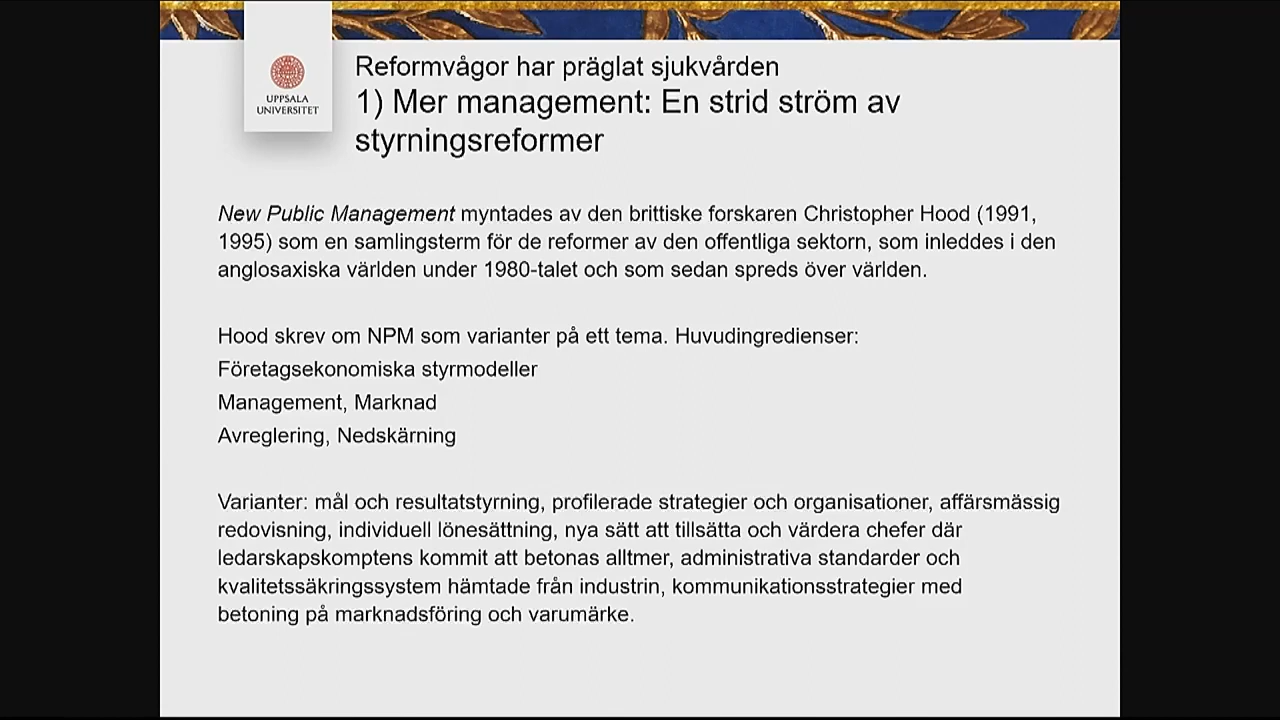 UPPSALA
UNIVERSITET
Reformvågor har präglat sjukvården
1) Mer management: En strid ström av
styrningsreformer
New Public Management myntades av den brittiske forskaren Christopher Hood (1991,
1995) som en samlingsterm för de reformer av den offentliga sektorn, som inleddes i den
anglosaxiska världen under 1980-talet och som sedan spreds över världen.
Hood skrev om NPM som varianter på ett tema. Huvudingredienser:
Företagsekonomiska styrmodeller
Management, Marknad
Avreglering, Nedskärning
Varianter: mål och resultatstyrning, profilerade strategier och organisationer, affärsmässig
redovisning, individuell lönesättning, nya sätt att tillsätta och värdera chefer där
ledarskapskomptens kommit att betonas alltmer, administrativa standarder och
kvalitetssäkringssystem hämtade från industrin, kommunikationsstrategier med
betoning på marknadsföring och varumärke.